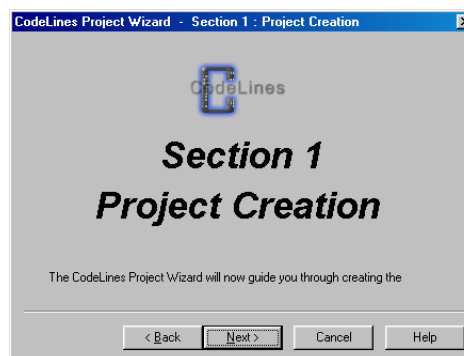 CodeLines Project Wizard - Section 1 : Project Creation
CodeLines
Section 1
Project Creation
The CodeLines Project Wizard will now guide you through creating the
< Back Next > Cancel Help